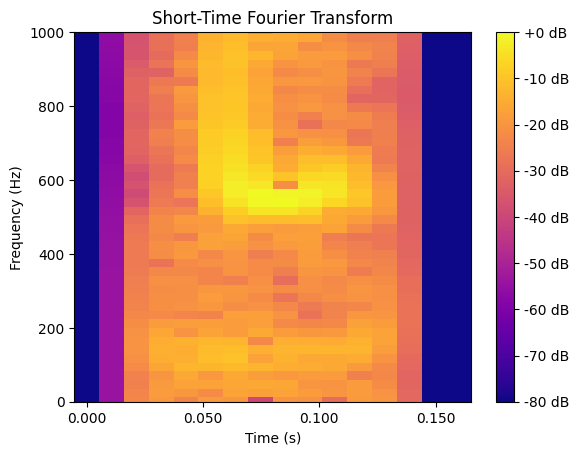 Short-Time Fourier Transform
Frequency (Hz)
1000
800
600
400
200
0
0.000
0.050
0.100
0.150
Time (s)
+0 dB
-10 dB
-20 dB
-30 dB
-40 dB
-50 dB
-60 dB
-70 dB
-80 dB